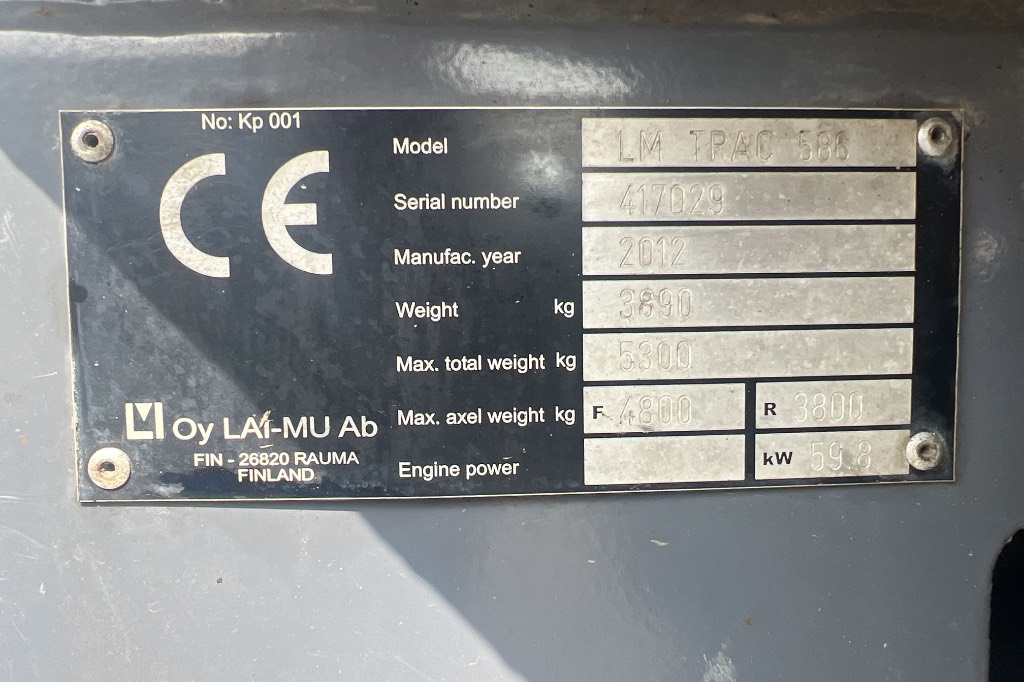 No: Kp 001
CE
Model LM TRAC 586
Serial number 417029
Manufac. year 2012
Weight kg 3890
Max. total weight kg 5300
Max. axel weight kg F 4800 R 3800
Engine power kW 59.8
LM Oy LAI-MU Ab
FIN - 26820 RAUMA
FINLAND